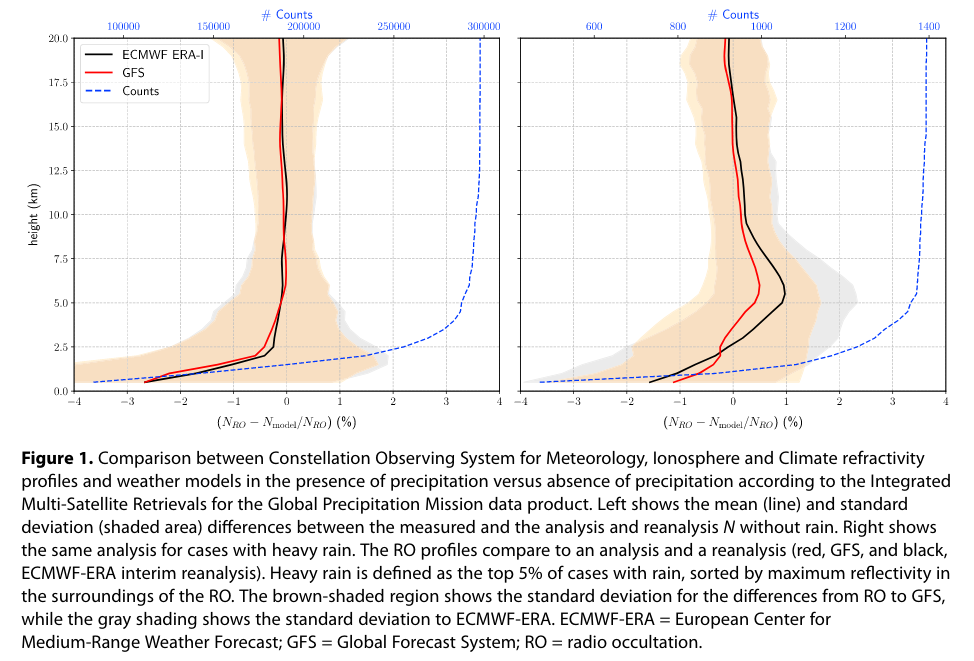 # Counts
100000 150000 200000 250000 300000
# Counts
600 800 1000 1200 1400
20.0
17.5
15.0
12.5
10.0
7.5
5.0
2.5
0.0
height (km)
ECMWF ERA-I
GFS
Counts
−4 −3 −2 −1 0 1 2 3 4
−4 −3 −2 −1 0 1 2 3 4
(N_RO − N_model/N_RO) (%)
(N_RO − N_model/N_RO) (%)
Figure 1. Comparison between Constellation Observing System for Meteorology, Ionosphere and Climate refractivity
profiles and weather models in the presence of precipitation versus absence of precipitation according to the Integrated
Multi-Satellite Retrievals for the Global Precipitation Mission data product. Left shows the mean (line) and standard
deviation (shaded area) differences between the measured and the analysis and reanalysis N without rain. Right shows
the same analysis for cases with heavy rain. The RO profiles compare to an analysis and a reanalysis (red, GFS, and black,
ECMWF-ERA interim reanalysis). Heavy rain is defined as the top 5% of cases with rain, sorted by maximum reflectivity in
the surroundings of the RO. The brown-shaded region shows the standard deviation for the differences from RO to GFS,
while the gray shading shows the standard deviation to ECMWF-ERA. ECMWF-ERA = European Center for
Medium-Range Weather Forecast; GFS = Global Forecast System; RO = radio occultation.